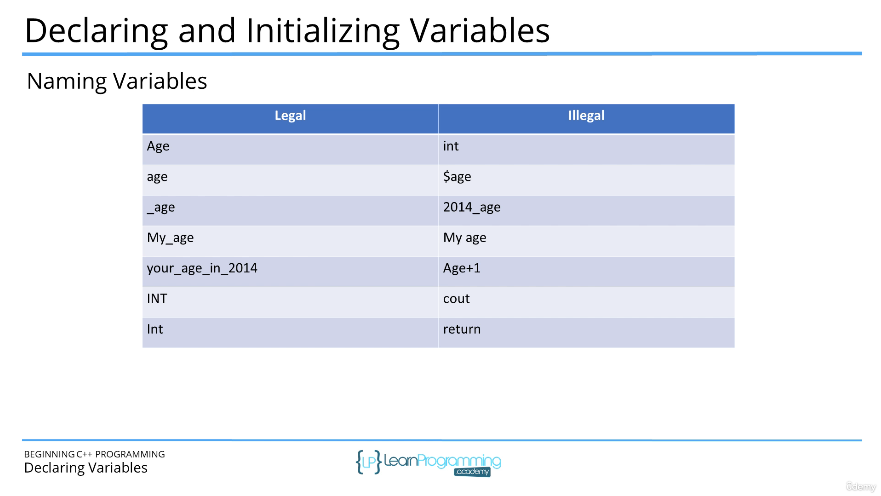 Declaring and Initializing Variables
Naming Variables
Legal Illegal
Age int
age $age
_age 2014_age
My_age My age
your_age_in_2014 Age+1
INT cout
Int return
BEGINNING C++ PROGRAMMING
Declaring Variables
{LP} LearnProgramming
academy
ûdemy